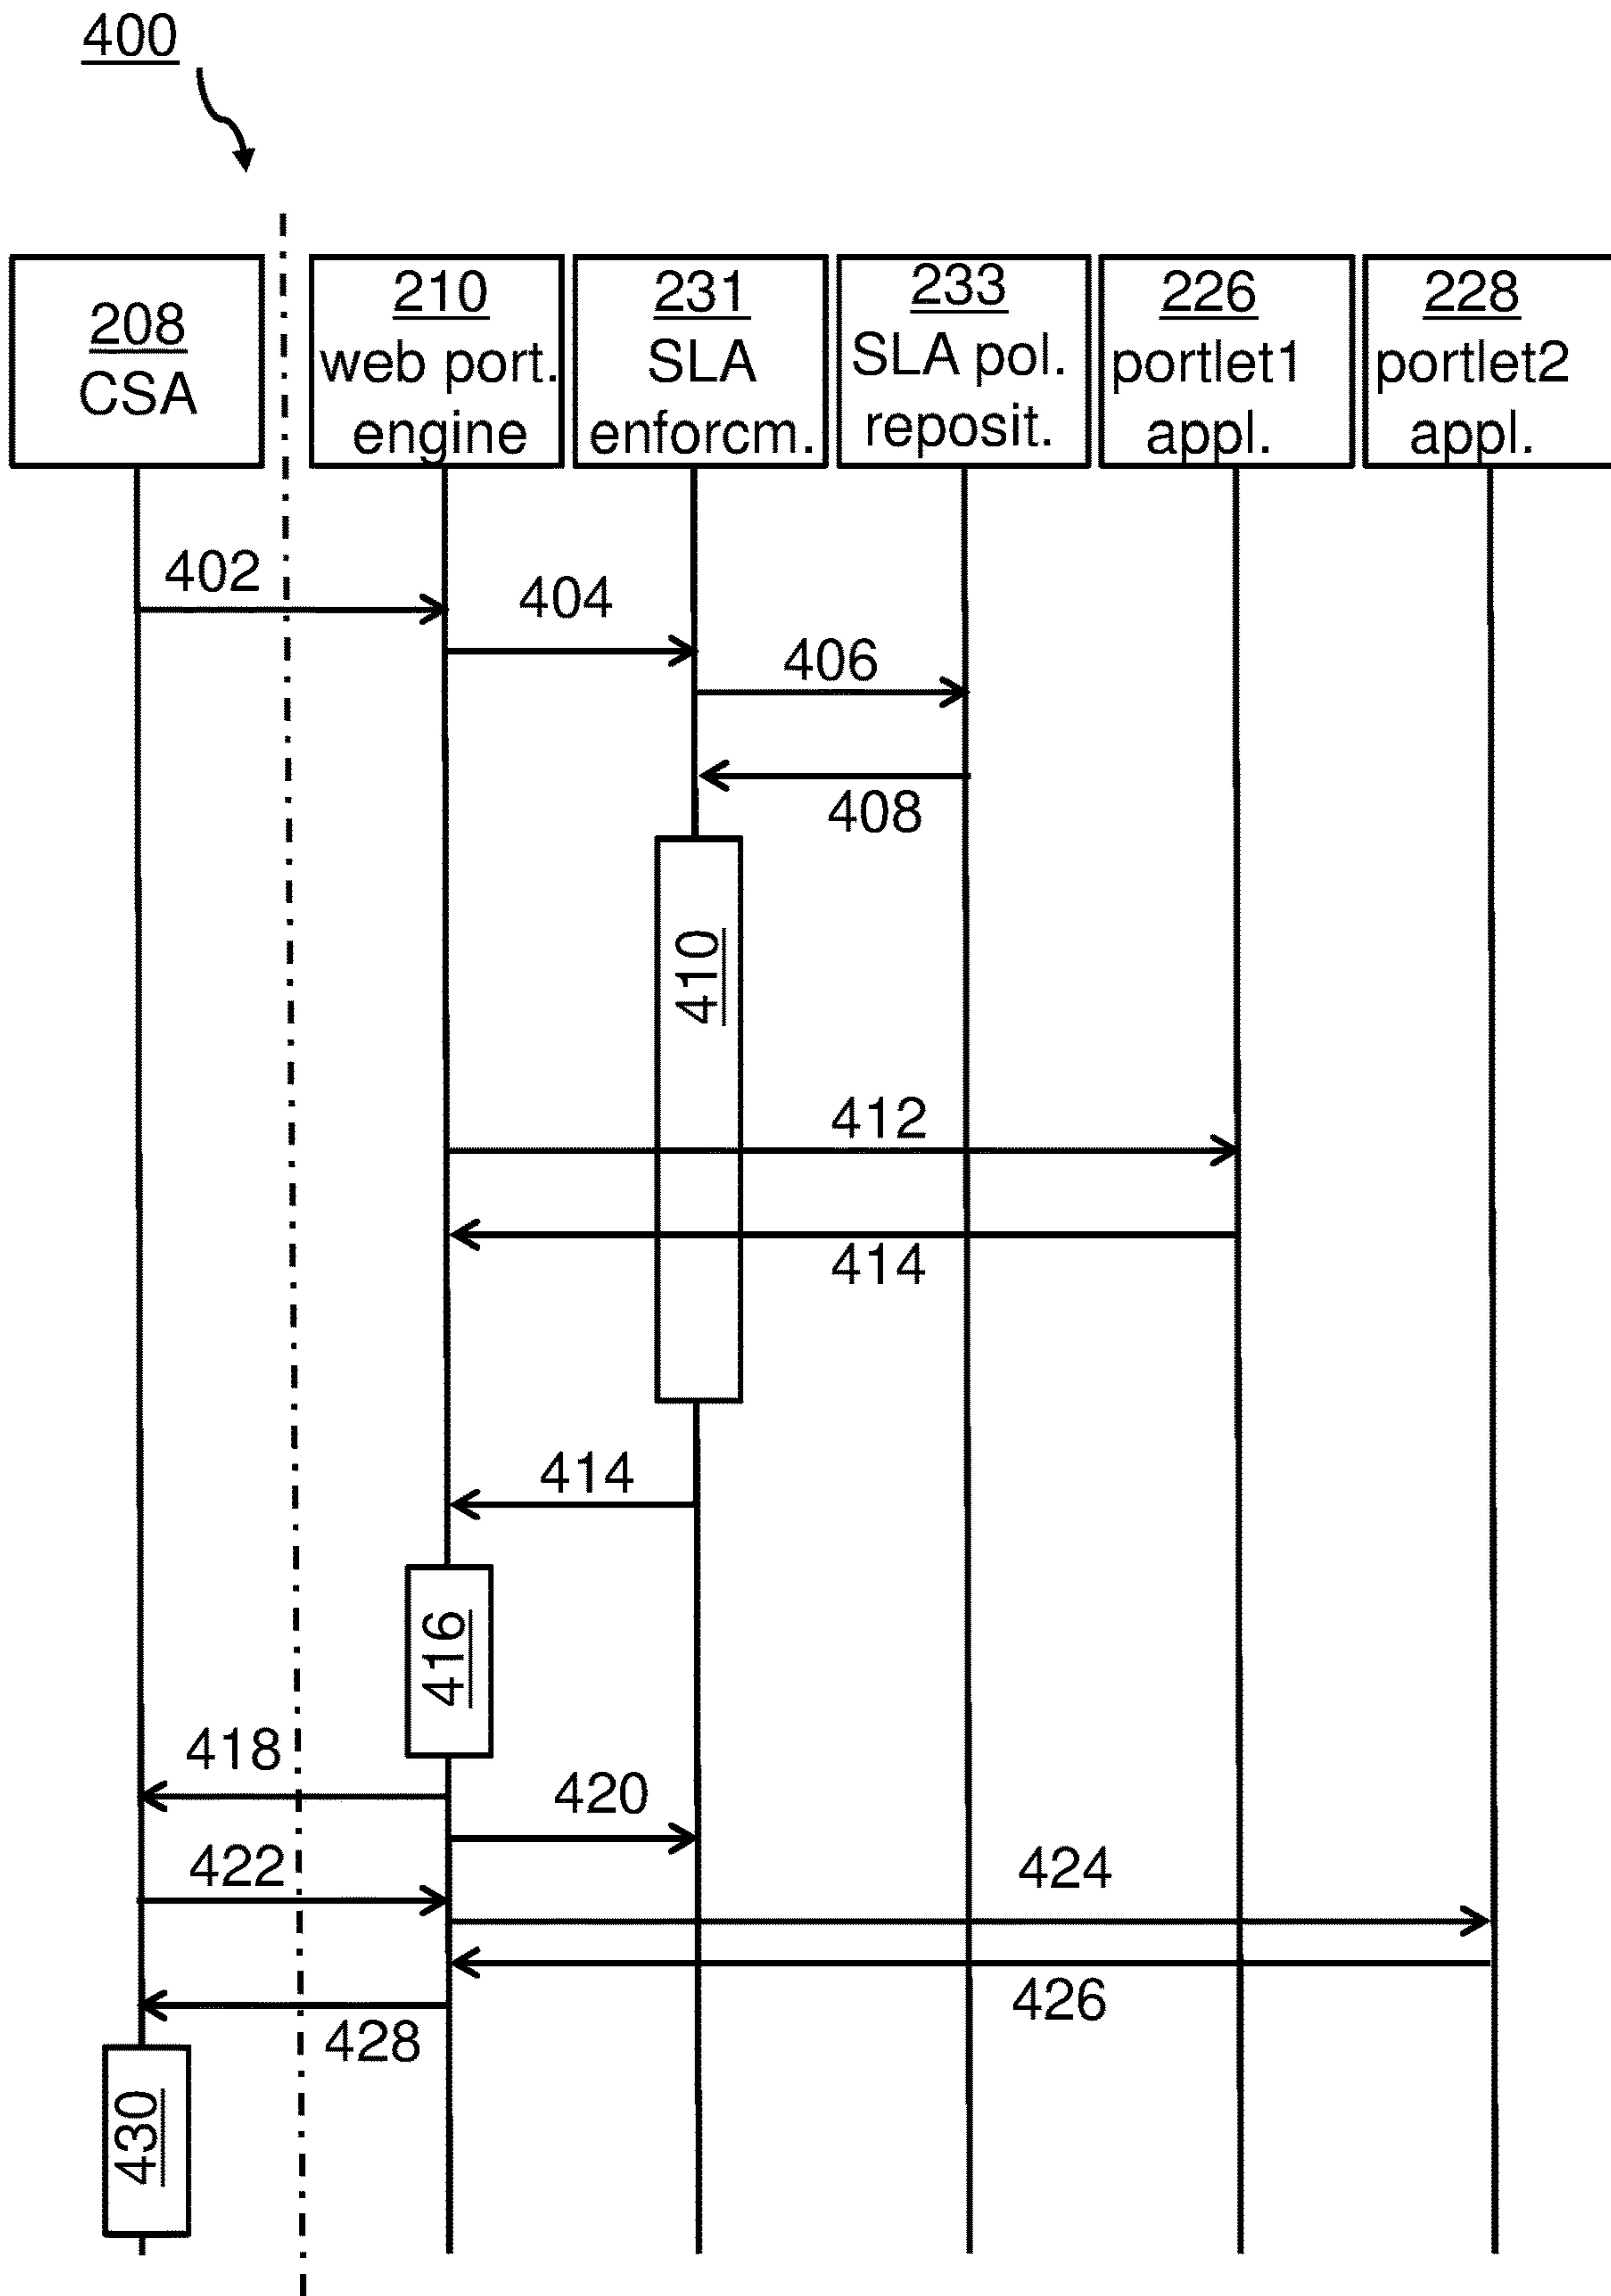 400
208
CSA
210
web port.
engine
231
SLA
enforcm.
233
SLA pol.
reposit.
226
portlet1
appl.
228
portlet2
appl.
402
404
406
408
410
412
414
414
416
418
420
422
424
426
428
430